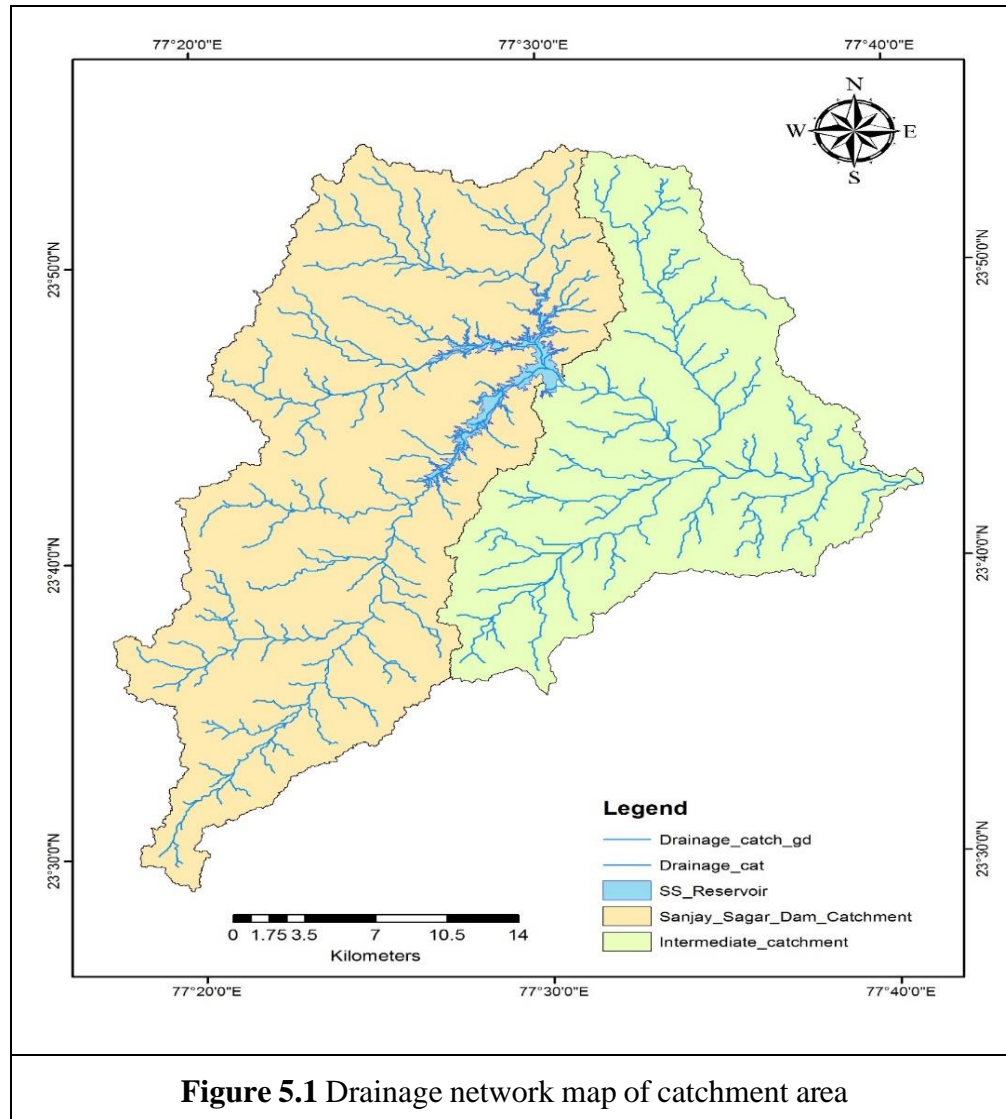 77°20'0"E 77°30'0"E 77°40'0"E
N
W E
S
23°50'0"N 23°50'0"N
23°40'0"N 23°40'0"N
23°30'0"N 23°30'0"N
Legend
Drainage_catch_gd
Drainage_cat
SS_Reservoir
Sanjay_Sagar_Dam_Catchment
Intermediate_catchment
0 1.75 3.5 7 10.5 14
Kilometers
77°20'0"E 77°30'0"E 77°40'0"E
Figure 5.1 Drainage network map of catchment area